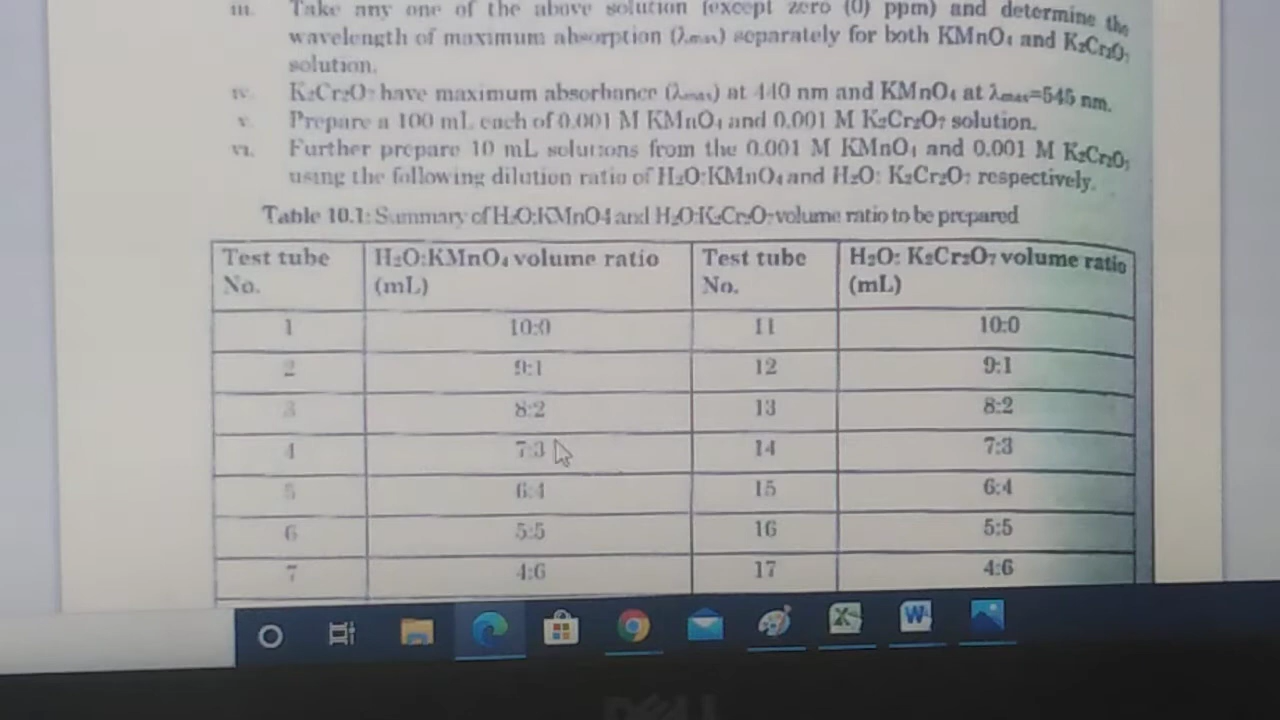 iii. Take any one of the above solution (except zero (0) ppm) and determine the
wavelength of maximum absorption (λmax) separately for both KMnO₄ and K₂Cr₂O₇
solution.
iv. K₂Cr₂O₇ have maximum absorbance (λmax) at 440 nm and KMnO₄ at λmax=545 nm.
v. Prepare a 100 mL each of 0.001 M KMnO₄ and 0.001 M K₂Cr₂O₇ solution.
vi. Further prepare 10 mL solutions from the 0.001 M KMnO₄ and 0.001 M K₂Cr₂O₇
using the following dilution ratio of H₂O:KMnO₄ and H₂O: K₂Cr₂O₇ respectively.
Table 10.1: Summary of H₂O:KMnO4 and H₂O:K₂Cr₂O₇ volume ratio to be prepared
Test tube No. H₂O:KMnO₄ volume ratio (mL) Test tube No. H₂O: K₂Cr₂O₇ volume ratio (mL)
1 10:0 11 10:0
2 9:1 12 9:1
3 8:2 13 8:2
4 7:3 14 7:3
5 6:4 15 6:4
6 5:5 16 5:5
7 4:6 17 4:6
X W
DELL